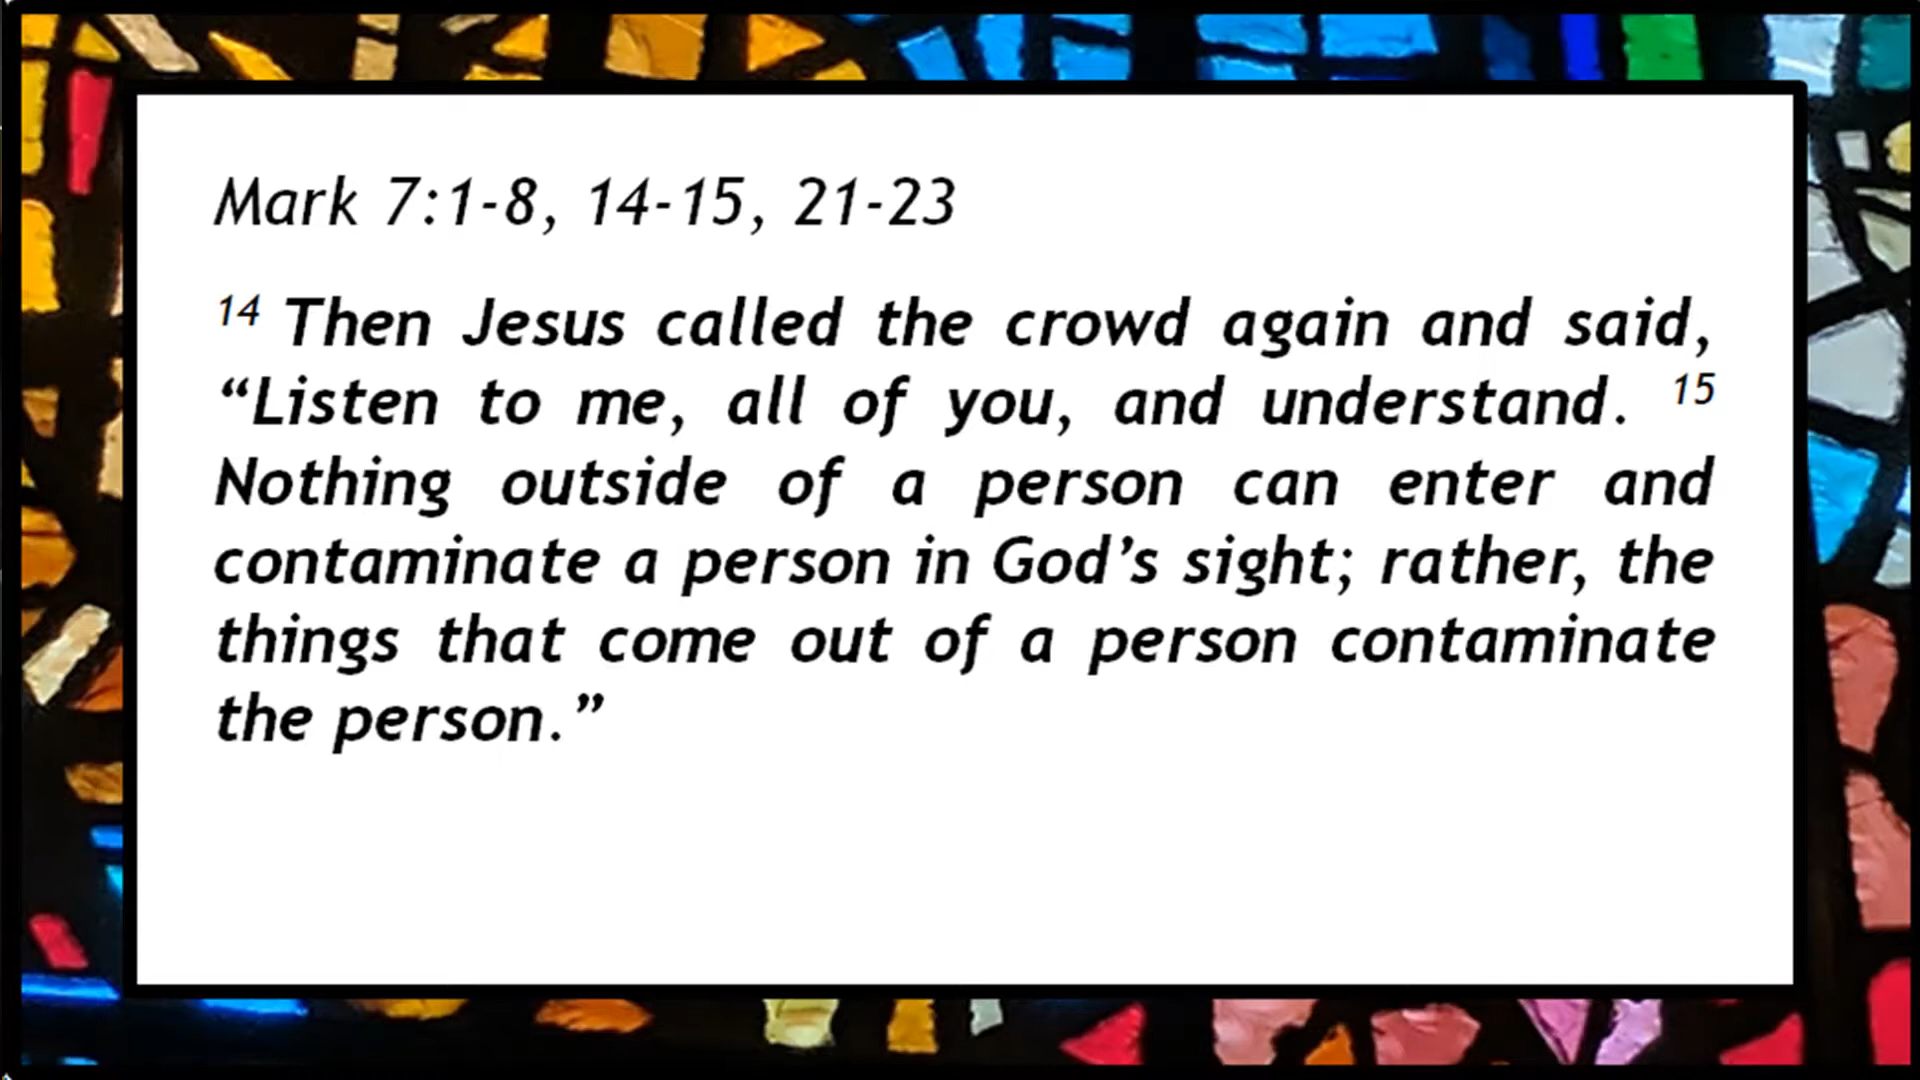 Mark 7:1-8, 14-15, 21-23
14 Then Jesus called the crowd again and said,
“Listen to me, all of you, and understand. 15
Nothing outside of a person can enter and
contaminate a person in God’s sight; rather, the
things that come out of a person contaminate
the person.”